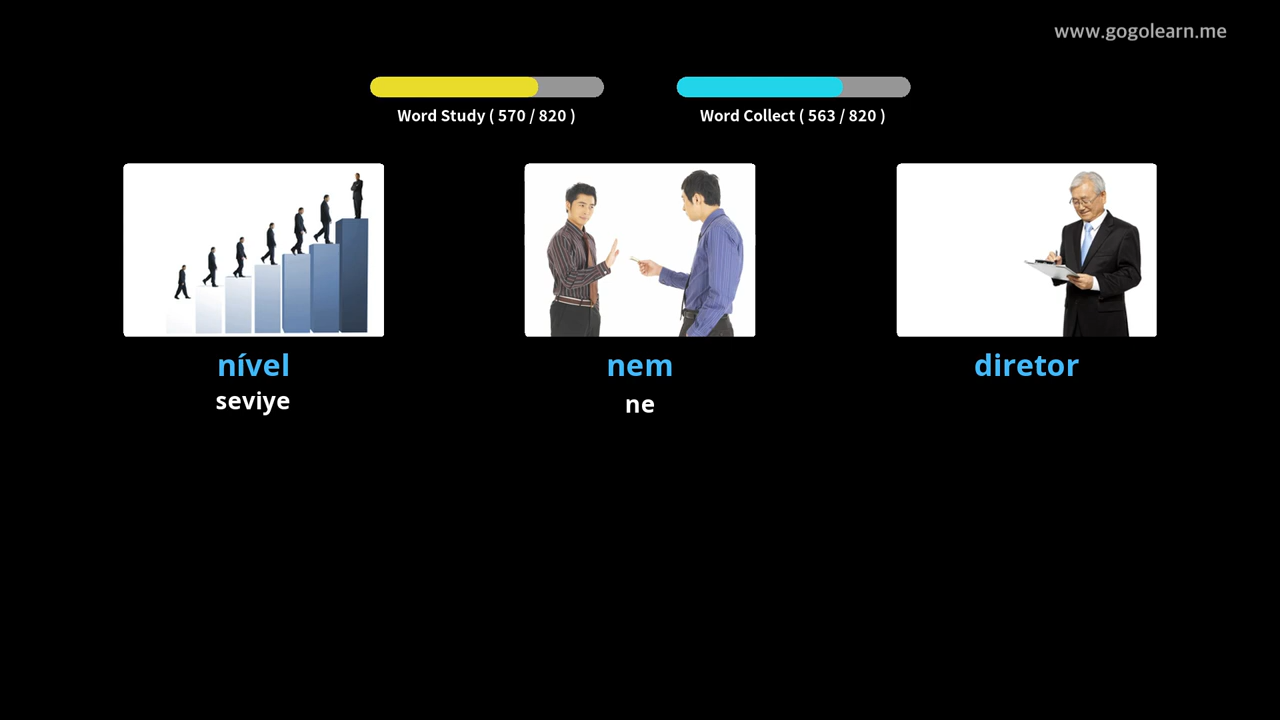 www.gogolearn.me
Word Study ( 570 / 820 )
Word Collect ( 563 / 820 )
nível
seviye
nem
ne
diretor